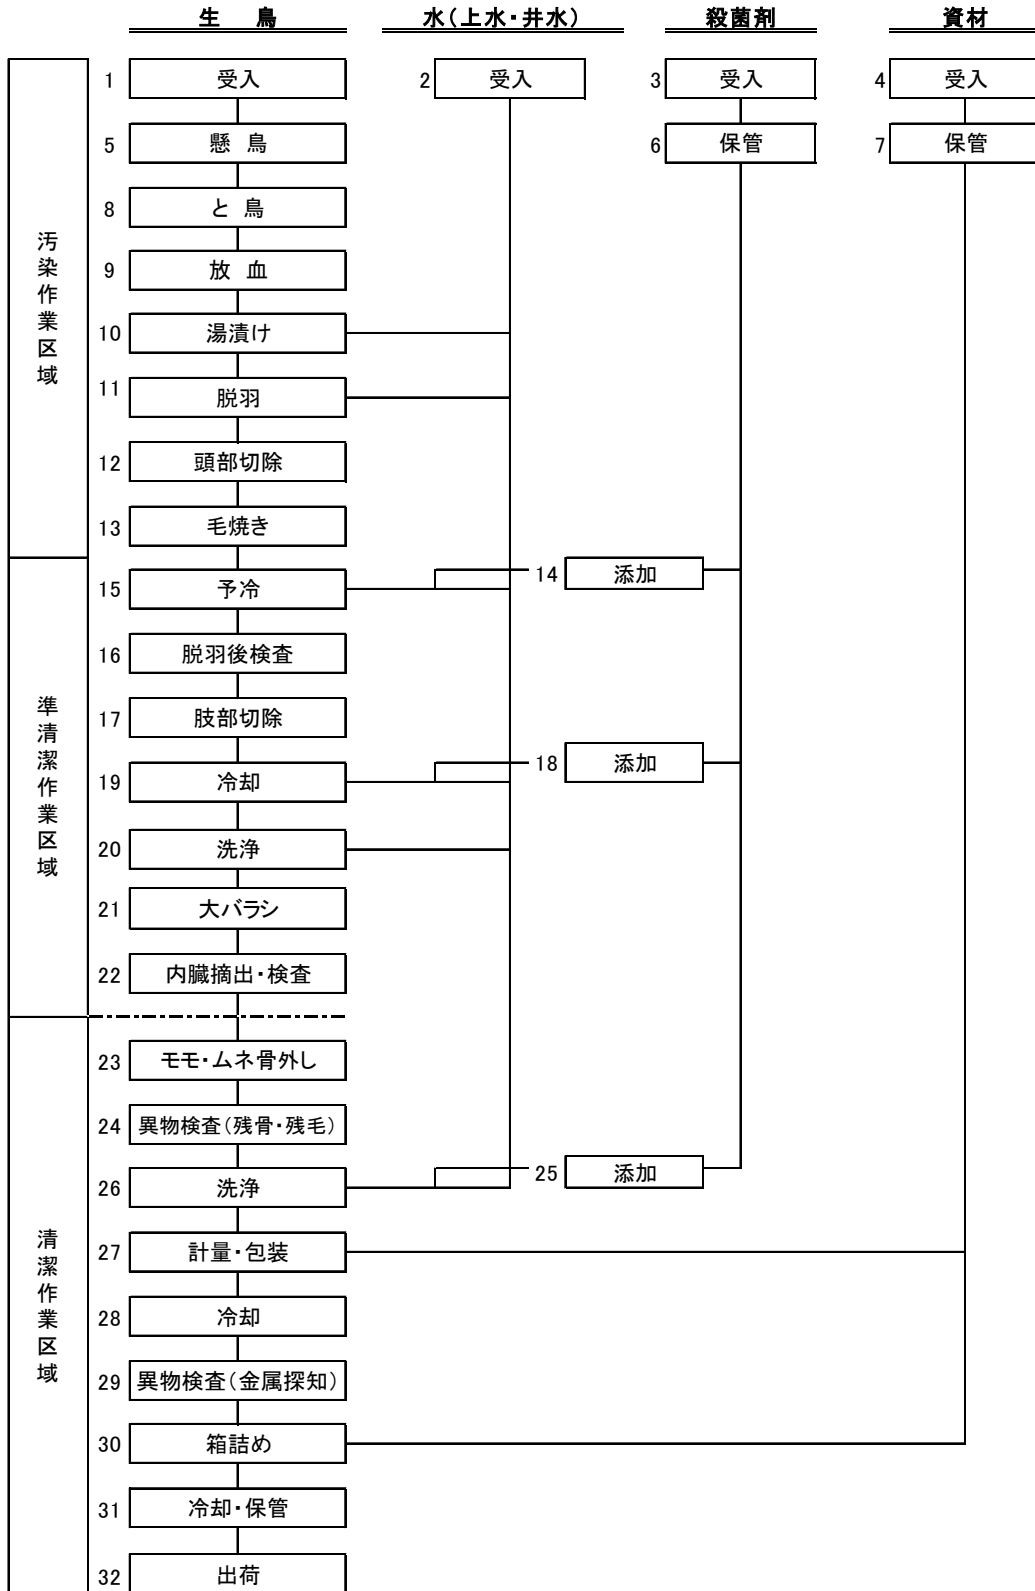 生 鳥 水(上水・井水) 殺菌剤 資材
1 受入 2 受入 3 受入 4 受入
5 懸 鳥 6 保管 7 保管
8 と 鳥
9 放 血
10 湯漬け
11 脱羽
12 頭部切除
13 毛焼き
汚染作業区域
15 予冷 14 添加
16 脱羽後検査
17 肢部切除
19 冷却 18 添加
20 洗浄
21 大バラシ
22 内臓摘出・検査
準清潔作業区域
23 モモ・ムネ骨外し
24 異物検査(残骨・残毛)
26 洗浄 25 添加
27 計量・包装
28 冷却
29 異物検査(金属探知)
30 箱詰め
31 冷却・保管
32 出荷
清潔作業区域